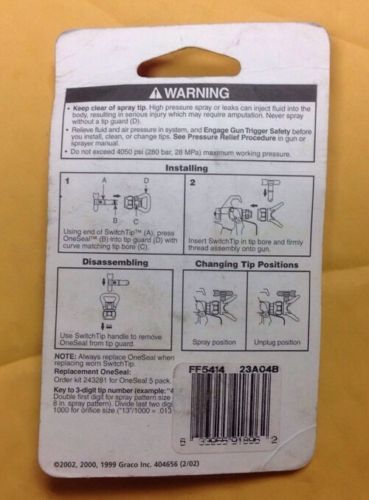 WARNING
• Keep clear of spray tip. High pressure spray or leaks can inject fluid into the
body, resulting in serious injury which may require amputation. Never spray
without a tip guard (D).
• Relieve fluid and air pressure in system, and Engage Gun Trigger Safety before
you install, clean, or change tips. See Pressure Relief Procedure in gun or
sprayer manual.
• Do not exceed 4050 psi (280 bar, 28 MPa) maximum working pressure.
Installing
1
A
D
B
C
Using end of SwitchTip™ (A), press
OneSeal™ (B) into tip guard (D) with
curve matching tip bore (C).
2
Insert SwitchTip in tip bore and firmly
thread assembly onto gun.
Disassembling
Use SwitchTip handle to remove
OneSeal from tip guard.
Changing Tip Positions
Spray position
Unplug position
NOTE: Always replace OneSeal when
replacing worn SwitchTip.
Replacement OneSeal:
Order kit 243281 for OneSeal 5 pack.
Key to 3-digit tip number (example: "4
Double first digit for spray pattern size
8 in. spray pattern). Divide last two digi
1000 for orifice size ("13"/1000 = .013
FF5414 23A04B
©2002, 2000, 1999 Graco Inc. 404656 (2/02)